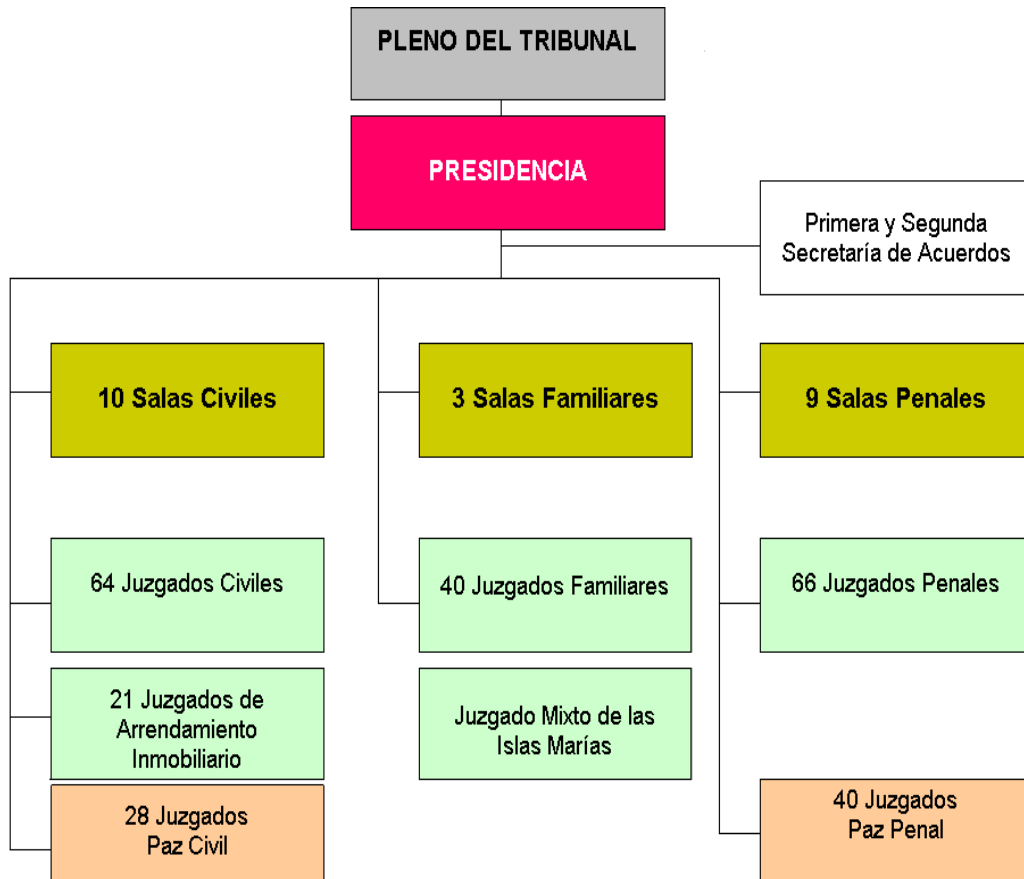 PLENO DEL TRIBUNAL
PRESIDENCIA
Primera y Segunda
Secretaría de Acuerdos
10 Salas Civiles
3 Salas Familiares
9 Salas Penales
64 Juzgados Civiles
40 Juzgados Familiares
66 Juzgados Penales
21 Juzgados de
Arrendamiento
Inmobiliario
Juzgado Mixto de las
Islas Marías
28 Juzgados
Paz Civil
40 Juzgados
Paz Penal